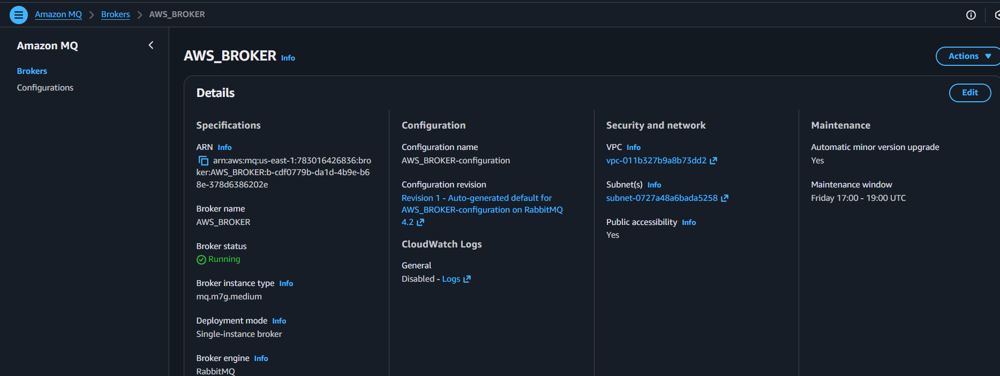 Amazon MQ > Brokers > AWS_BROKER
Amazon MQ
Brokers
Configurations
AWS_BROKER Info
Actions
Details
Edit
Specifications
ARN Info
arn:aws:mq:us-east-1:783016426836:bro
ker:AWS_BROKER:b-cdf0779b-da1d-4b9e-b6
8e-378d6386202e
Broker name
AWS_BROKER
Broker status
Running
Broker instance type Info
mq.m7g.medium
Deployment mode Info
Single-instance broker
Broker engine Info
RabbitMQ
Configuration
Configuration name
AWS_BROKER-configuration
Configuration revision
Revision 1 - Auto-generated default for
AWS_BROKER-configuration on RabbitMQ
4.2
CloudWatch Logs
General
Disabled - Logs
Security and network
VPC Info
vpc-011b327b9a8b73dd2
Subnet(s) Info
subnet-0727a48a6bada5258
Public accessibility Info
Yes
Maintenance
Automatic minor version upgrade
Yes
Maintenance window
Friday 17:00 - 19:00 UTC